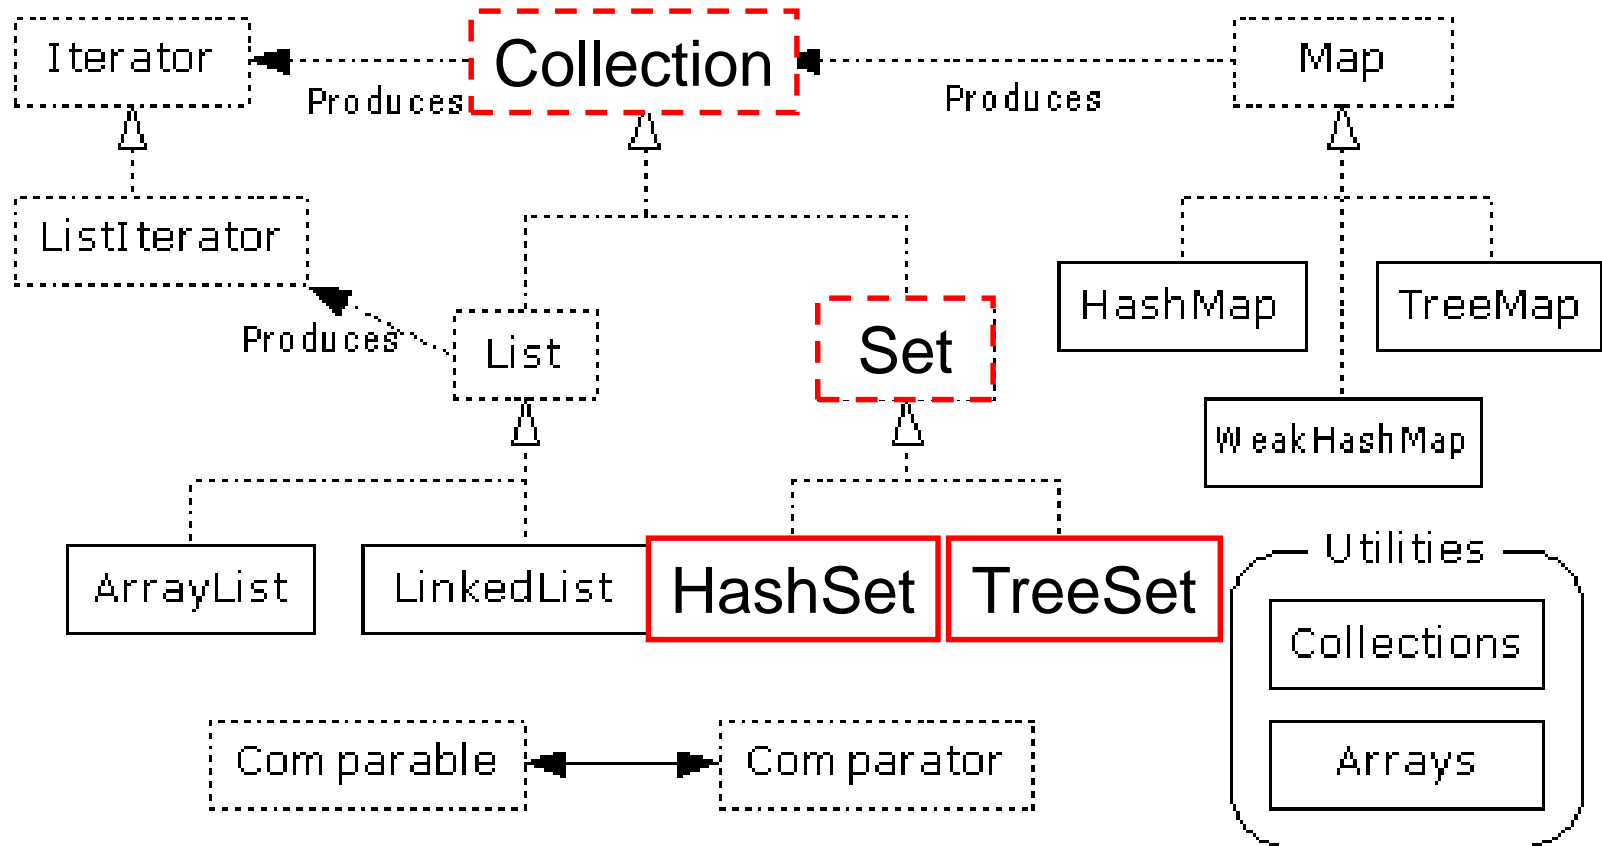 Iterator
Collection
Map
Produces
Produces
ListIterator
HashMap
TreeMap
Produces
List
Set
WeakHashMap
ArrayList
LinkedList
HashSet
TreeSet
Utilities
Collections
Comparable
Comparator
Arrays